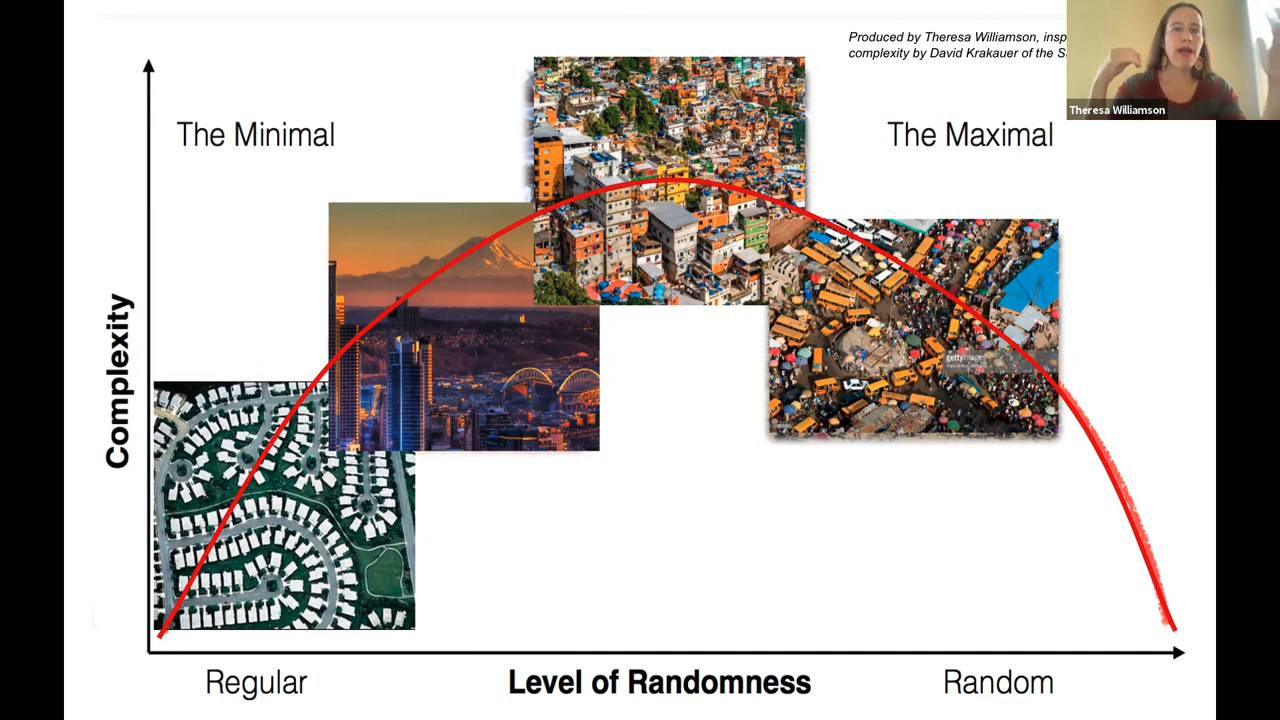 Produced by Theresa Williamson, insp
complexity by David Krakauer of the S
Theresa Williamson
The Minimal
The Maximal
Complexity
gettyimages
Regular
Level of Randomness
Random